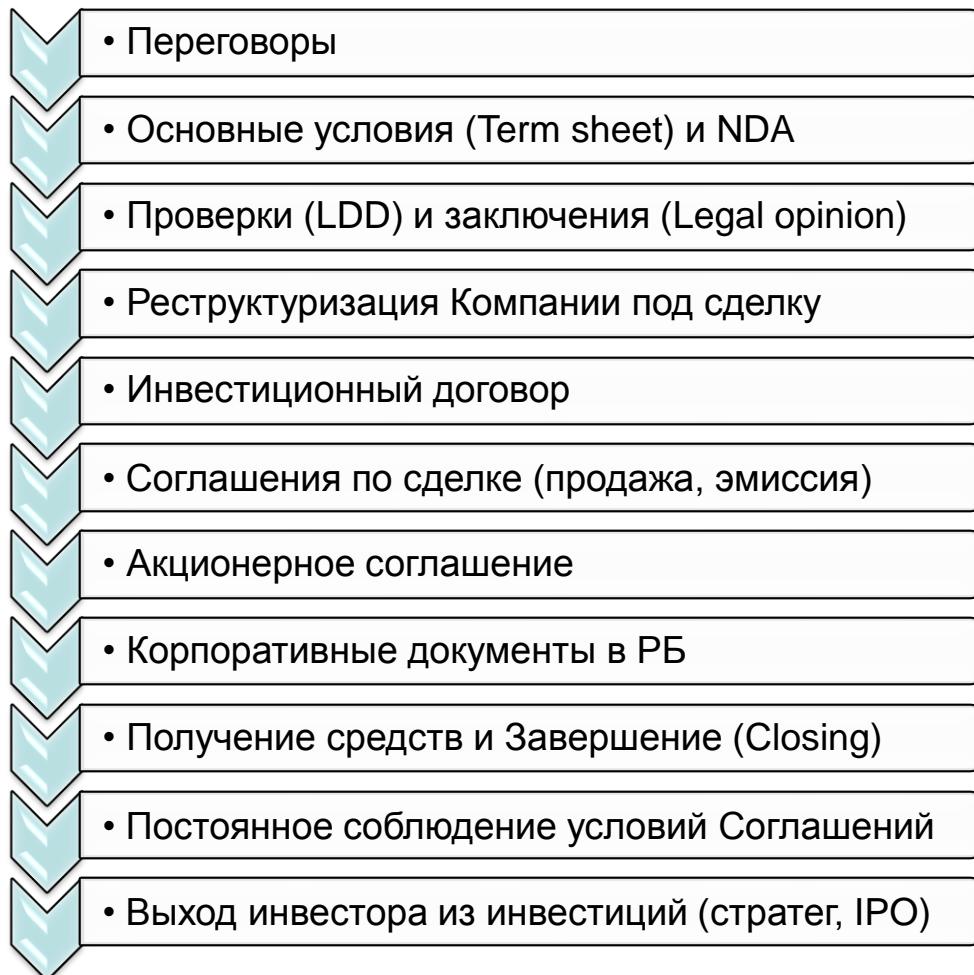 • Переговоры
• Основные условия (Term sheet) и NDA
• Проверки (LDD) и заключения (Legal opinion)
• Реструктуризация Компании под сделку
• Инвестиционный договор
• Соглашения по сделке (продажа, эмиссия)
• Акционерное соглашение
• Корпоративные документы в РБ
• Получение средств и Завершение (Closing)
• Постоянное соблюдение условий Соглашений
• Выход инвестора из инвестиций (стратег, IPO)